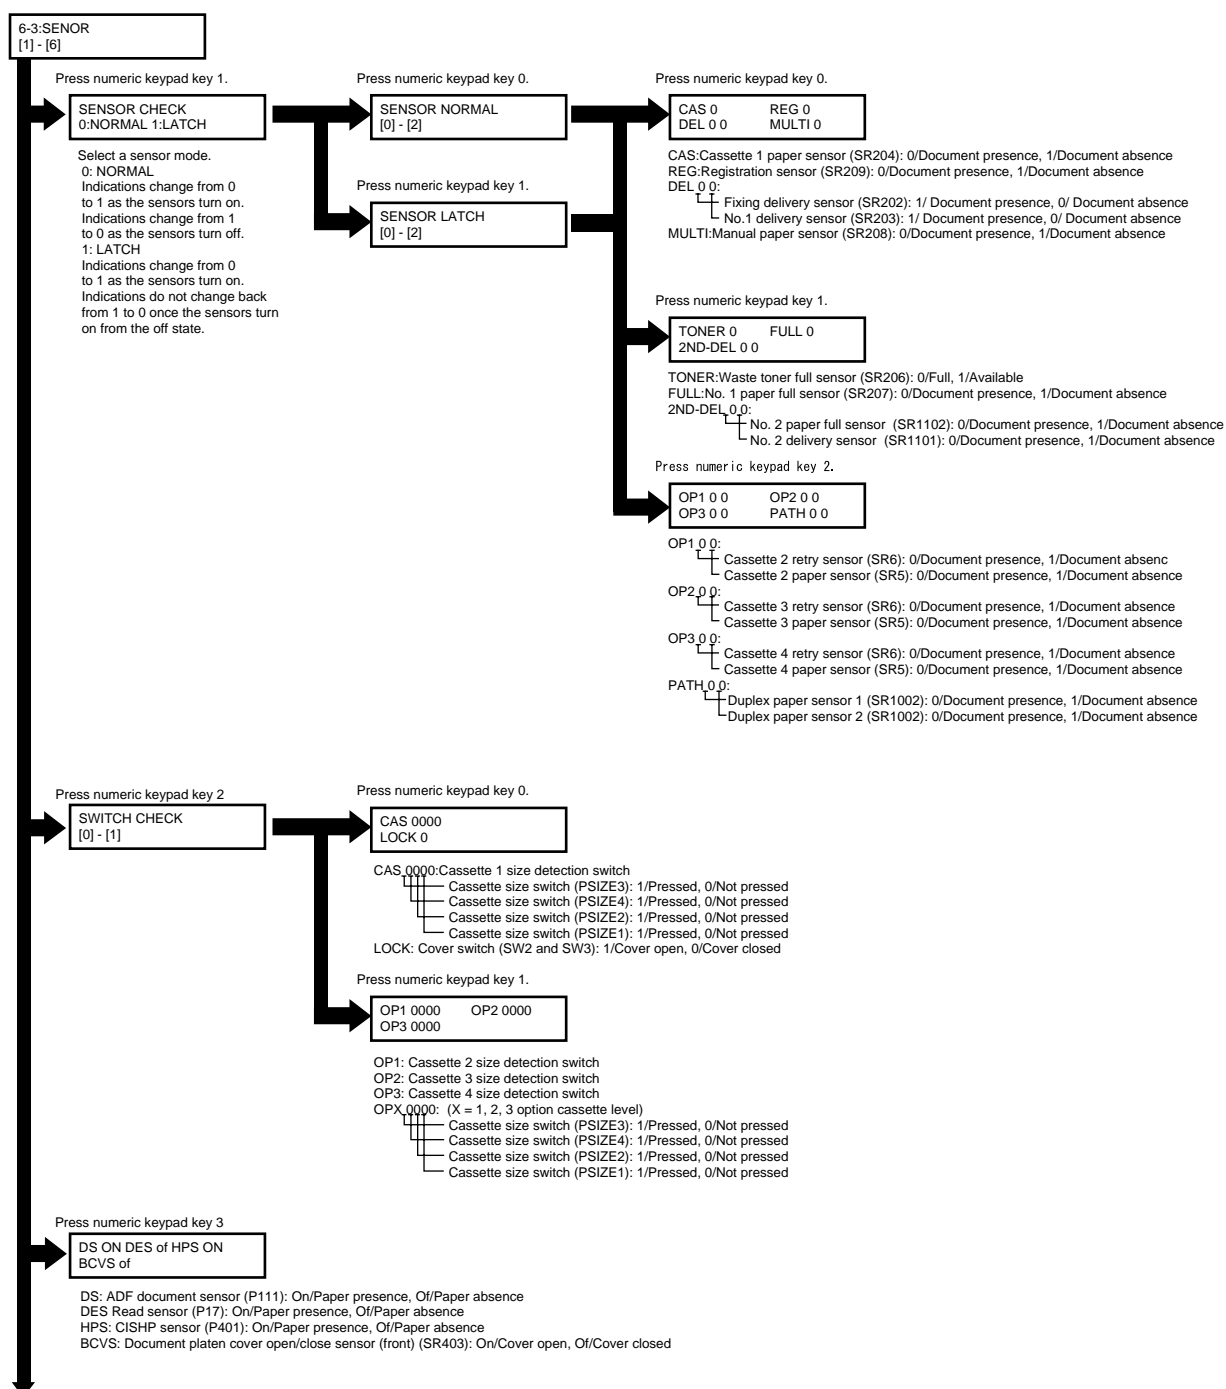 6-3:SENOR
[1] - [6]
Press numeric keypad key 1.
SENSOR CHECK
0:NORMAL 1:LATCH
Select a sensor mode.
0: NORMAL
Indications change from 0
to 1 as the sensors turn on.
Indications change from 1
to 0 as the sensors turn off.
1: LATCH
Indications change from 0
to 1 as the sensors turn on.
Indications do not change back
from 1 to 0 once the sensors turn
on from the off state.
Press numeric keypad key 0.
SENSOR NORMAL
[0] - [2]
Press numeric keypad key 1.
SENSOR LATCH
[0] - [2]
Press numeric keypad key 0.
CAS 0 REG 0
DEL 0 0 MULTI 0
CAS:Cassette 1 paper sensor (SR204): 0/Document presence, 1/Document absence
REG:Registration sensor (SR209): 0/Document presence, 1/Document absence
DEL 0 0:
Fixing delivery sensor (SR202): 1/ Document presence, 0/ Document absence
No.1 delivery sensor (SR203): 1/ Document presence, 0/ Document absence
MULTI:Manual paper sensor (SR208): 0/Document presence, 1/Document absence
Press numeric keypad key 1.
TONER 0 FULL 0
2ND-DEL 0 0
TONER:Waste toner full sensor (SR206): 0/Full, 1/Available
FULL:No. 1 paper full sensor (SR207): 0/Document presence, 1/Document absence
2ND-DEL 0 0:
No. 2 paper full sensor (SR1102): 0/Document presence, 1/Document absence
No. 2 delivery sensor (SR1101): 0/Document presence, 1/Document absence
Press numeric keypad key 2.
OP1 0 0 OP2 0 0
OP3 0 0 PATH 0 0
OP1 0 0:
Cassette 2 retry sensor (SR6): 0/Document presence, 1/Document absenc
Cassette 2 paper sensor (SR5): 0/Document presence, 1/Document absence
OP2 0 0:
Cassette 3 retry sensor (SR6): 0/Document presence, 1/Document absence
Cassette 3 paper sensor (SR5): 0/Document presence, 1/Document absence
OP3 0 0:
Cassette 4 retry sensor (SR6): 0/Document presence, 1/Document absence
Cassette 4 paper sensor (SR5): 0/Document presence, 1/Document absence
PATH 0 0:
Duplex paper sensor 1 (SR1002): 0/Document presence, 1/Document absence
Duplex paper sensor 2 (SR1002): 0/Document presence, 1/Document absence
Press numeric keypad key 2
SWITCH CHECK
[0] - [1]
Press numeric keypad key 0.
CAS 0000
LOCK 0
CAS 0000:Cassette 1 size detection switch
Cassette size switch (PSIZE3): 1/Pressed, 0/Not pressed
Cassette size switch (PSIZE4): 1/Pressed, 0/Not pressed
Cassette size switch (PSIZE2): 1/Pressed, 0/Not pressed
Cassette size switch (PSIZE1): 1/Pressed, 0/Not pressed
LOCK: Cover switch (SW2 and SW3): 1/Cover open, 0/Cover closed
Press numeric keypad key 1.
OP1 0000 OP2 0000
OP3 0000
OP1: Cassette 2 size detection switch
OP2: Cassette 3 size detection switch
OP3: Cassette 4 size detection switch
OPX 0000: (X = 1, 2, 3 option cassette level)
Cassette size switch (PSIZE3): 1/Pressed, 0/Not pressed
Cassette size switch (PSIZE4): 1/Pressed, 0/Not pressed
Cassette size switch (PSIZE2): 1/Pressed, 0/Not pressed
Cassette size switch (PSIZE1): 1/Pressed, 0/Not pressed
Press numeric keypad key 3
DS ON DES of HPS ON
BCVS of
DS: ADF document sensor (P111): On/Paper presence, Of/Paper absence
DES Read sensor (P17): On/Paper presence, Of/Paper absence
HPS: CISHP sensor (P401): On/Paper presence, Of/Paper absence
BCVS: Document platen cover open/close sensor (front) (SR403): On/Cover open, Of/Cover closed